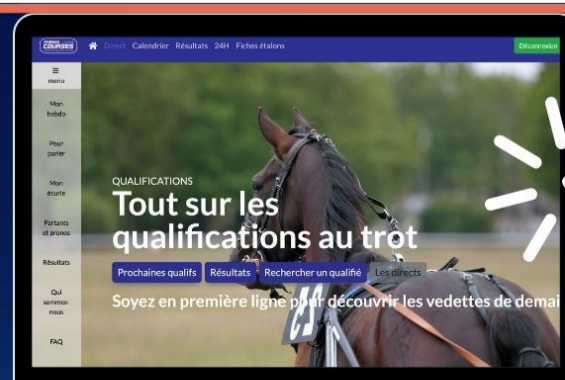 COURSES
Direct Calendrier Résultats 24H Fiches étalons
Déconnexion
menu
Mon
hebdo
Pour
parier
Mon
écurie
Partants
et pronos
Résultats
Qui
sommes-
nous
FAQ
QUALIFICATIONS
Tout sur les
qualifications au trot
Prochaines qualifs Résultats Rechercher un qualifié Les directs
Soyez en première ligne pour découvrir les vedettes de demai